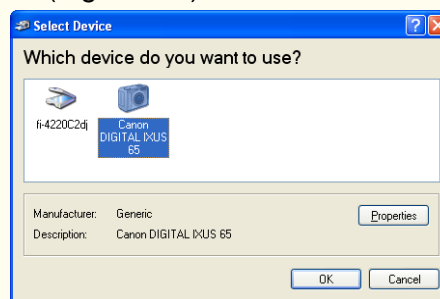 Select Device
Which device do you want to use?
fi-4220C2dj
Canon
DIGITAL IXUS
65
Manufacturer: Generic
Properties
Description: Canon DIGITAL IXUS 65
OK
Cancel